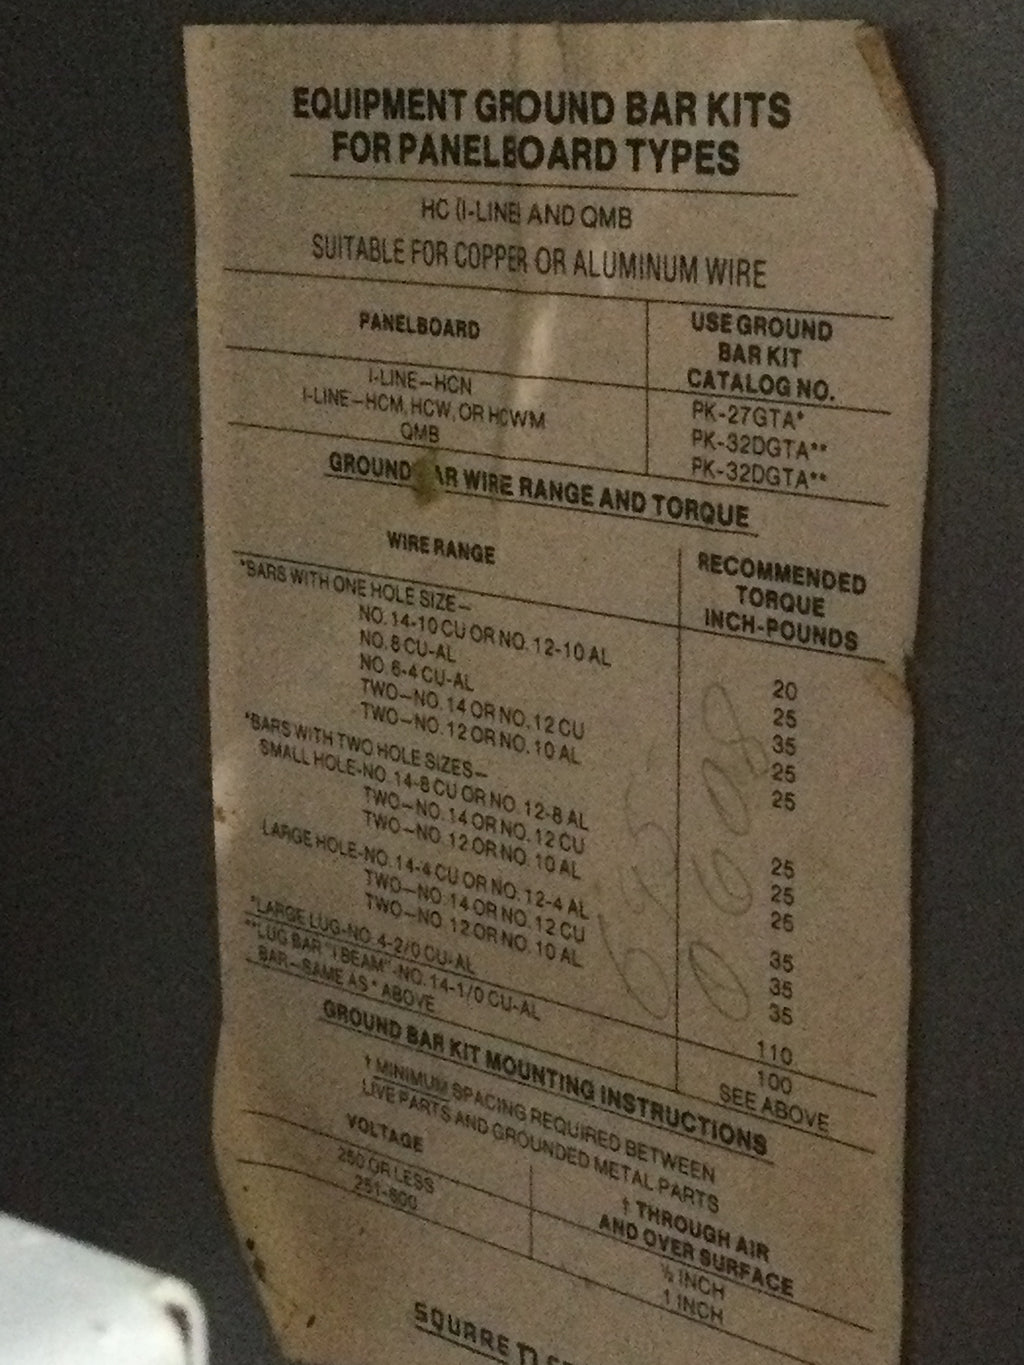 EQUIPMENT GROUND BAR KITS
FOR PANELBOARD TYPES
HC (I-LINE) AND QMB
SUITABLE FOR COPPER OR ALUMINUM WIRE
PANELBOARD
USE GROUND
BAR KIT
CATALOG NO.
I-LINE-HCN PK-27GTA*
I-LINE-HCM, HCW, OR HCWM PK-32DGTA**
QMB PK-32DGTA**
GROUND AR WIRE RANGE AND TORQUE
WIRE RANGE
RECOMMENDED
TORQUE
INCH-POUNDS
*BARS WITH ONE HOLE SIZE-
NO. 14-10 CU OR NO. 12-10 AL 20
NO. 8 CU-AL 25
NO. 6-4 CU-AL 35
TWO-NO. 14 OR NO. 12 CU 25
TWO-NO. 12 OR NO. 10 AL 25
*BARS WITH TWO HOLE SIZES-
SMALL HOLE-NO. 14-8 CU OR NO. 12-8 AL 25
TWO-NO. 14 OR NO. 12 CU 25
TWO-NO. 12 OR NO. 10 AL 25
LARGE HOLE-NO. 14-4 CU OR NO. 12-4 AL 35
TWO-NO. 14 OR NO. 12 CU 35
TWO-NO. 12 OR NO. 10 AL 35
*LARGE LUG-NO. 4-2/0 CU-AL 110
**LUG BAR "I BEAM"-NO. 14-1/0 CU-AL 100
BAR-SAME AS * ABOVE SEE ABOVE
GROUND BAR KIT MOUNTING INSTRUCTIONS
† MINIMUM SPACING REQUIRED BETWEEN
LIVE PARTS AND GROUNDED METAL PARTS
VOLTAGE
† THROUGH AIR
AND OVER SURFACE
250 OR LESS ½ INCH
251-600 1 INCH
SQUARE D